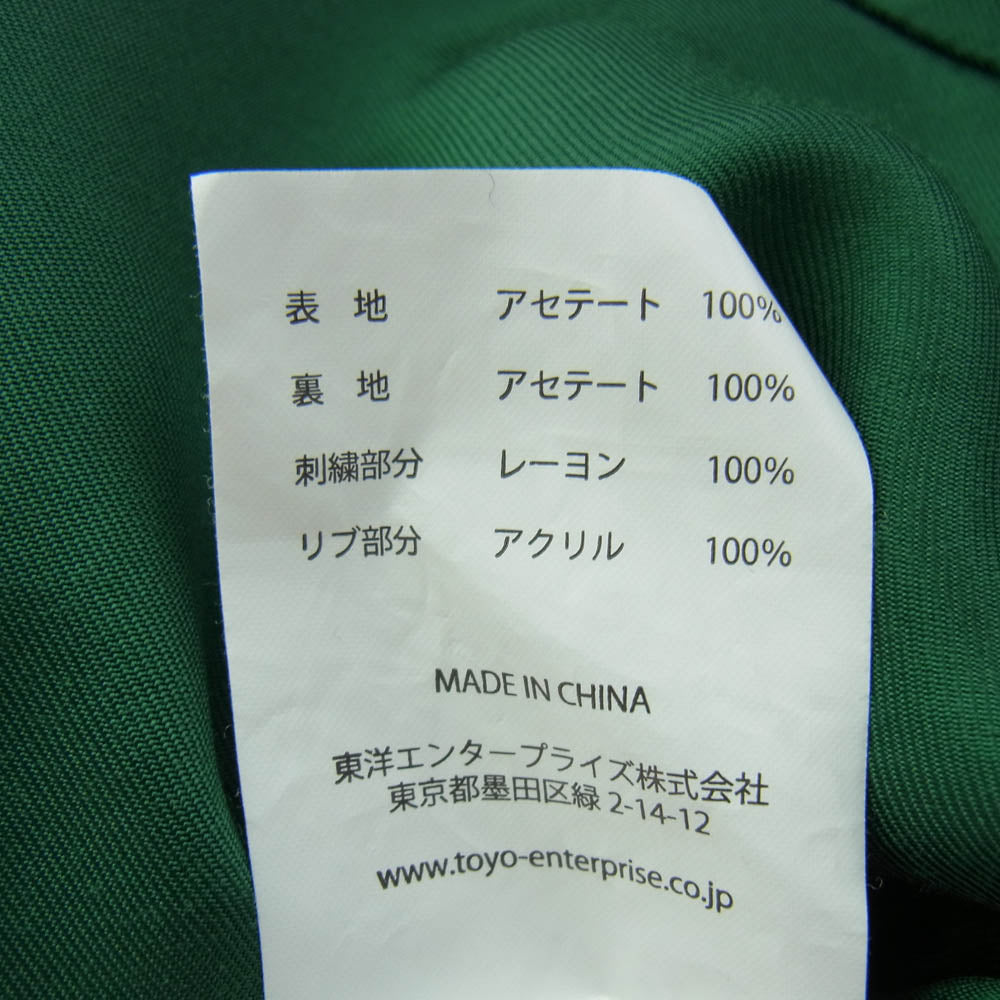 表 地 アセテート 100%
裏 地 アセテート 100%
刺繍部分 レーヨン 100%
リブ部分 アクリル 100%
MADE IN CHINA
東洋エンタープライズ株式会社
東京都墨田区緑 2-14-12
www.toyo-enterprise.co.jp